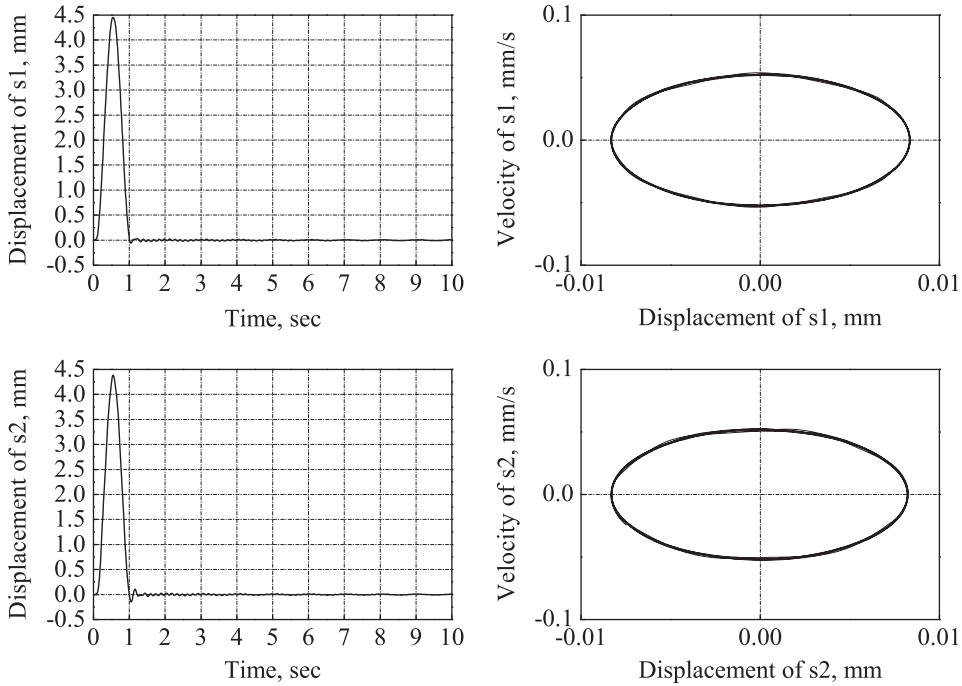 Displacement of s1, mm
4.5
4.0
3.5
3.0
2.5
2.0
1.5
1.0
0.5
0.0
-0.5
0 1 2 3 4 5 6 7 8 9 10
Time, sec
Velocity of s1, mm/s
0.1
0.0
-0.1
-0.01 0.00 0.01
Displacement of s1, mm
Displacement of s2, mm
4.5
4.0
3.5
3.0
2.5
2.0
1.5
1.0
0.5
0.0
-0.5
0 1 2 3 4 5 6 7 8 9 10
Time, sec
Velocity of s2, mm/s
0.1
0.0
-0.1
-0.01 0.00 0.01
Displacement of s2, mm